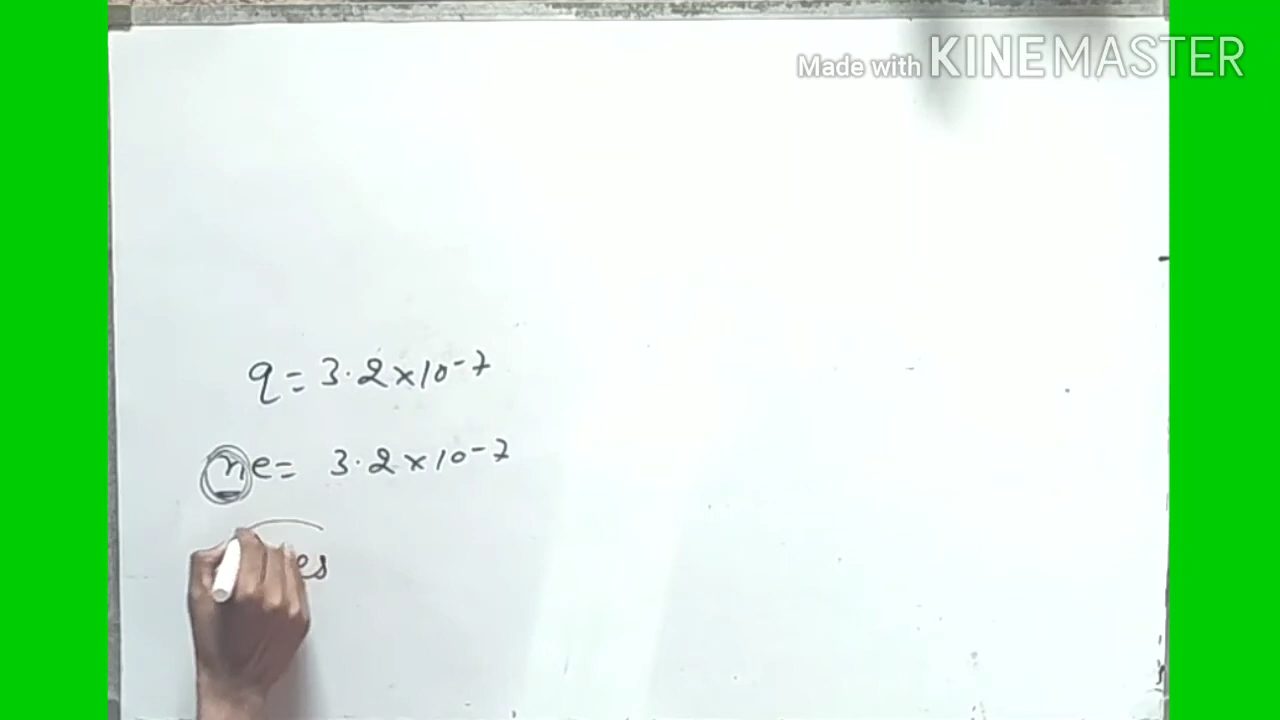 Made with KINEMASTER
q = 3.2×10-7
ne = 3.2×10-7